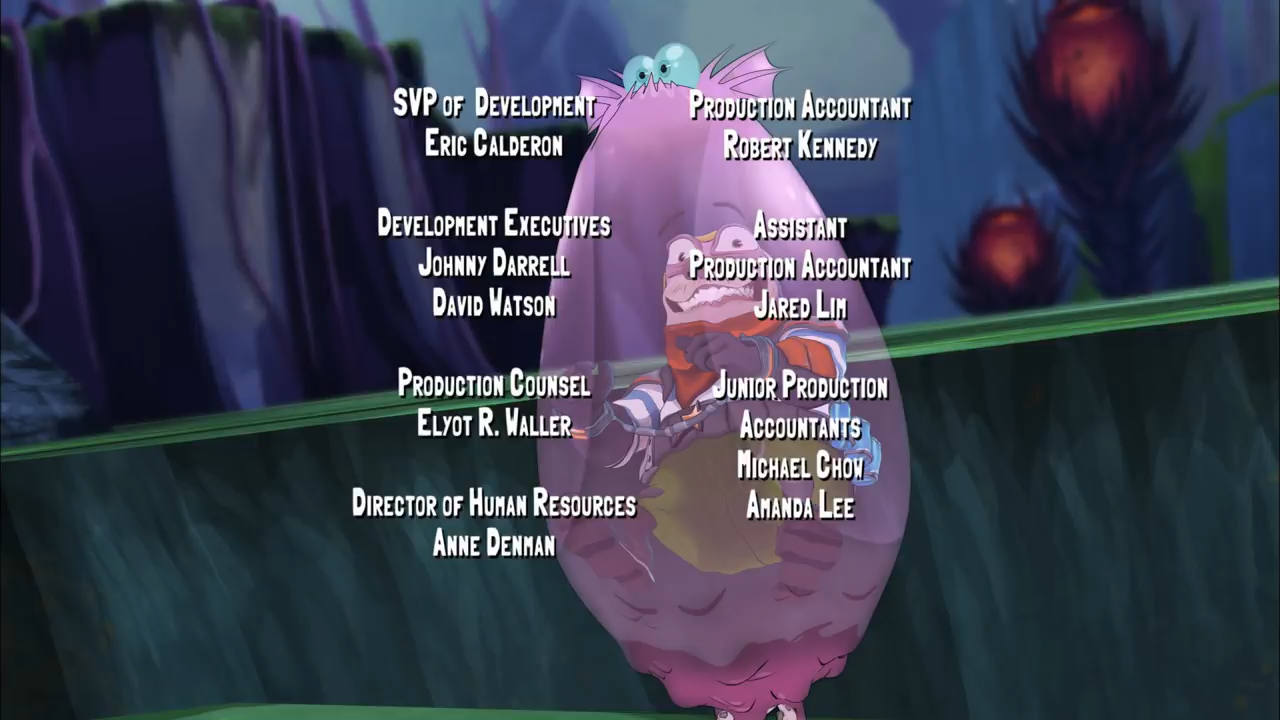 SVP of Development
Eric Calderon
Development Executives
Johnny Darrell
David Watson
Production Counsel
Elyot R. Waller
Director of Human Resources
Anne Denman
Production Accountant
Robert Kennedy
Assistant
Production Accountant
Jared Lim
Junior Production
Accountants
Michael Chow
Amanda Lee